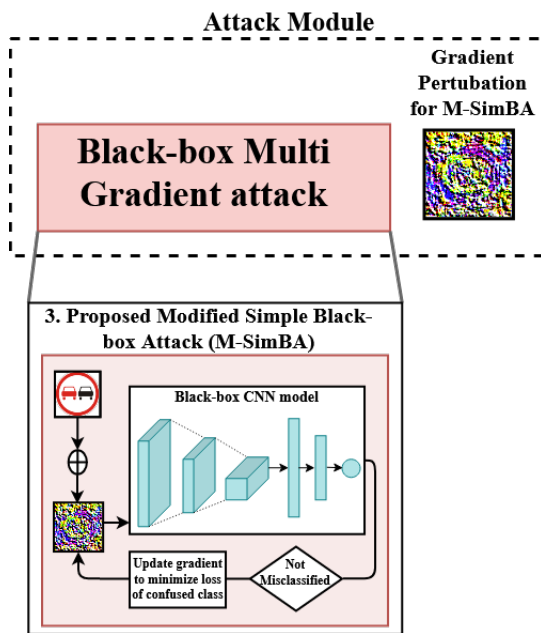 Attack Module
Gradient
Pertubation
for M-SimBA
Black-box Multi
Gradient attack
3. Proposed Modified Simple Black-
box Attack (M-SimBA)
Black-box CNN model
Update gradient
to minimize loss
of confused class
Not
Misclassified